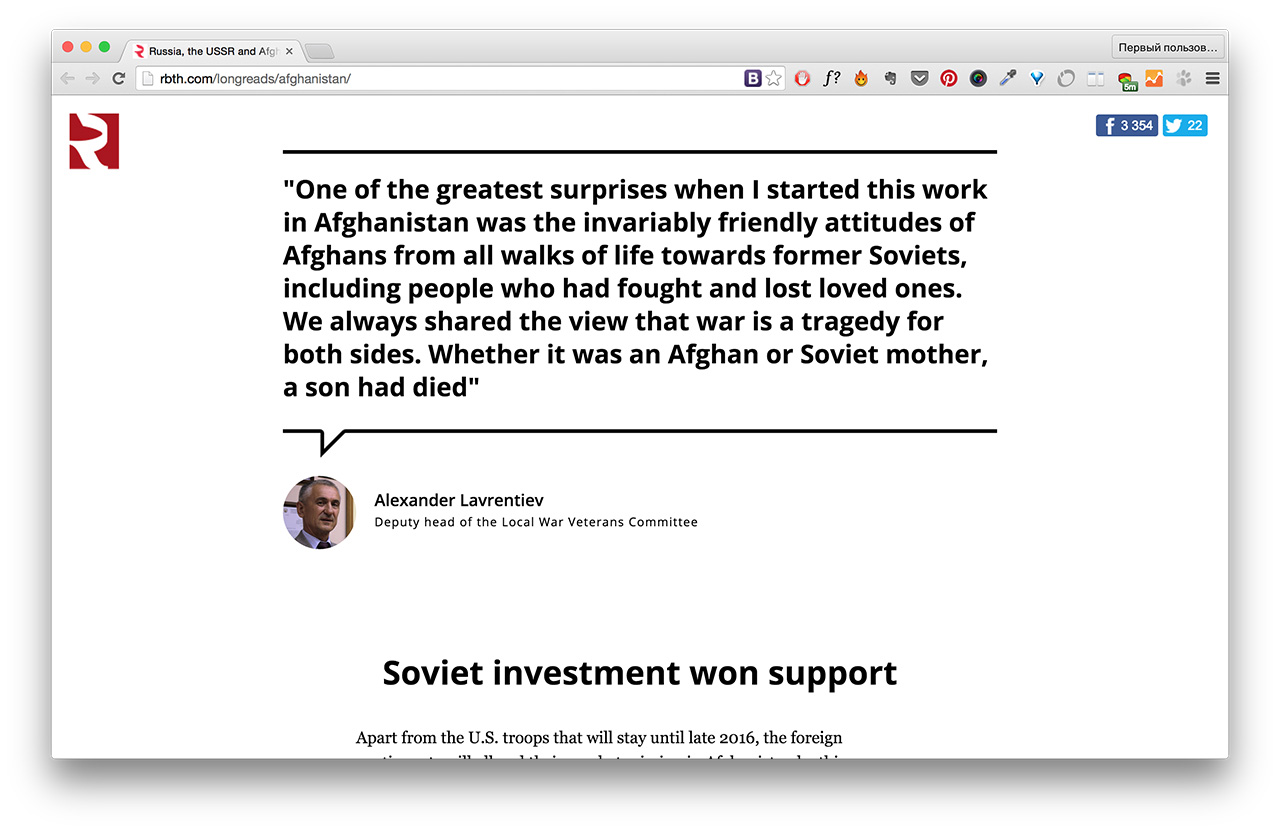 Russia, the USSR and Afg
Первый пользов...
rbth.com/longreads/afghanistan/
B
f?
5m
3 354
22
"One of the greatest surprises when I started this work
in Afghanistan was the invariably friendly attitudes of
Afghans from all walks of life towards former Soviets,
including people who had fought and lost loved ones.
We always shared the view that war is a tragedy for
both sides. Whether it was an Afghan or Soviet mother,
a son had died"
Alexander Lavrentiev
Deputy head of the Local War Veterans Committee
Soviet investment won support
Apart from the U.S. troops that will stay until late 2016, the foreign